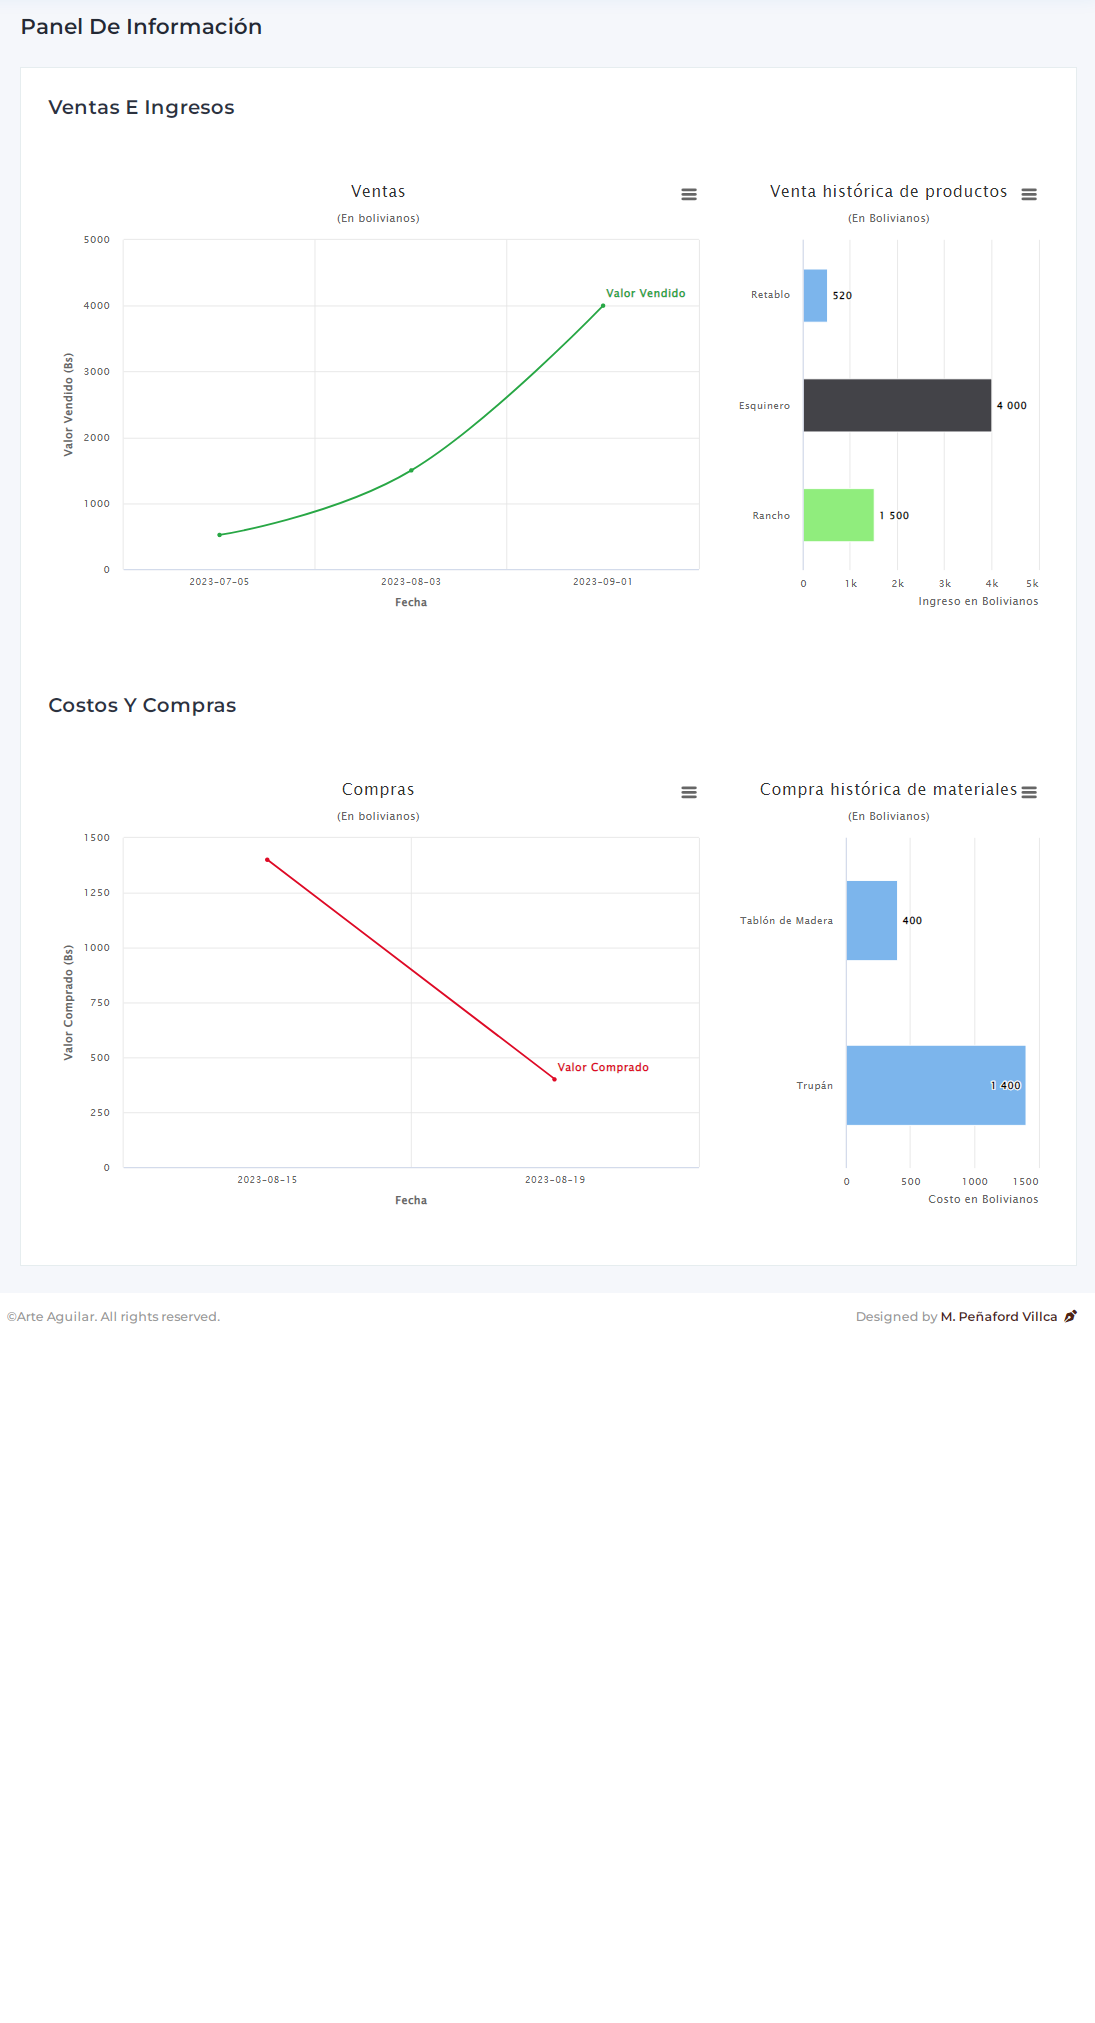 Panel De Información
Ventas E Ingresos
Ventas
(En bolivianos)
5000
4000
3000
2000
1000
0
Valor Vendido (Bs)
Valor Vendido
2023-07-05 2023-08-03 2023-09-01
Fecha
Venta histórica de productos
(En Bolivianos)
Retablo 520
Esquinero 4 000
Rancho 1 500
0 1k 2k 3k 4k 5k
Ingreso en Bolivianos
Costos Y Compras
Compras
(En bolivianos)
1500
1250
1000
750
500
250
0
Valor Comprado (Bs)
Valor Comprado
2023-08-15 2023-08-19
Fecha
Compra histórica de materiales
(En Bolivianos)
Tablón de Madera 400
Trupán 1 400
0 500 1000 1500
Costo en Bolivianos
©Arte Aguilar. All rights reserved.
Designed by M. Peñaford Villca